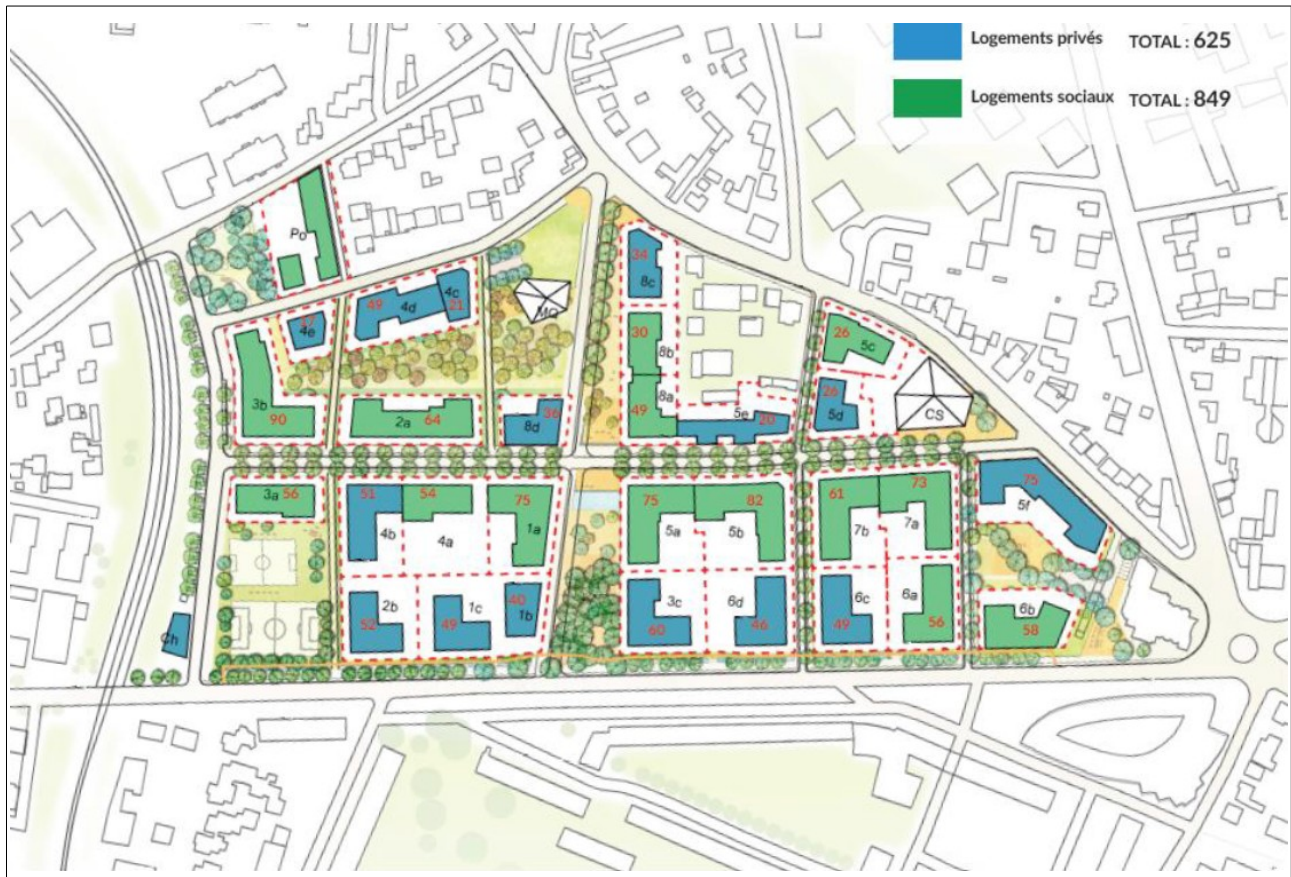 Logements privés TOTAL : 625
Logements sociaux TOTAL : 849
Po
34
8c
49
4d
4c
21
4e
MO
30
8b
26
5c
3b
90
2a
64
8d
36
8a
49
5e
20
26
5d
CS
3a
56
51
4b
54
4a
75
1a
75
5a
82
5b
61
7b
73
7a
75
5f
2b
52
1c
49
40
1b
3c
60
6d
46
6c
49
6a
56
6b
58
Ch